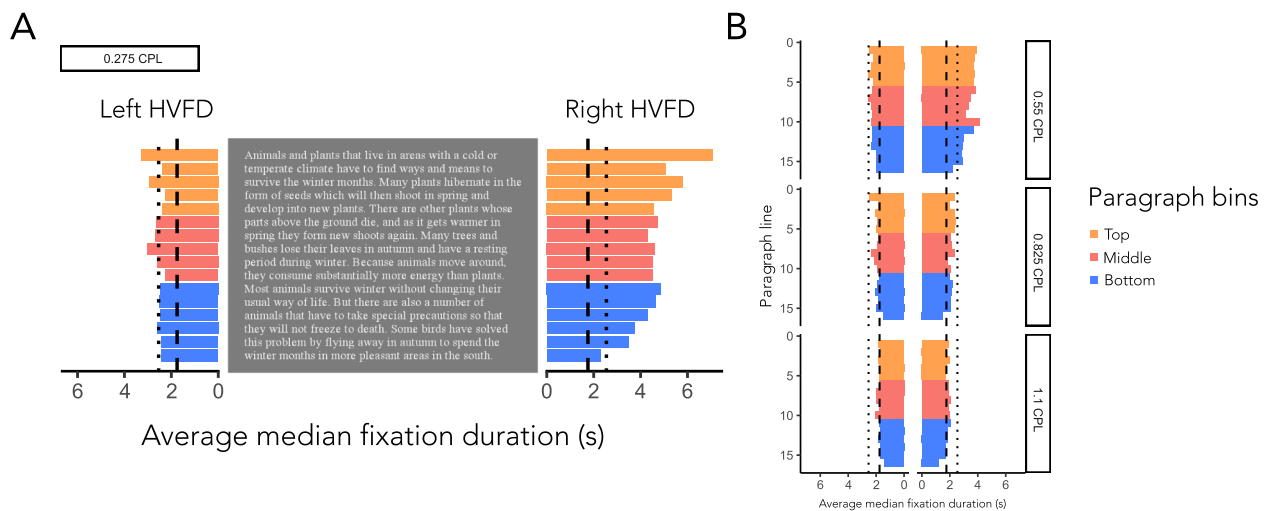 A
0.275 CPL
Left HVFD
Right HVFD
Animals and plants that live in areas with a cold or
temperate climate have to find ways and means to
survive the winter months. Many plants hibernate in the
form of seeds which will then shoot in spring and
develop into new plants. There are other plants whose
parts above the ground die, and as it gets warmer in
spring they form new shoots again. Many trees and
bushes lose their leaves in autumn and have a resting
period during winter. Because animals move around,
they consume substantially more energy than plants.
Most animals survive winter without changing their
usual way of life. But there are also a number of
animals that have to take special precautions so that
they will not freeze to death. Some birds have solved
this problem by flying away in autumn to spend the
winter months in more pleasant areas in the south.
6 4 2 0
0 2 4 6
Average median fixation duration (s)
B
Paragraph line
0
5
10
15
0.55 CPL
0
5
10
15
0.825 CPL
0
5
10
15
1.1 CPL
6 4 2 0 0 2 4 6
Average median fixation duration (s)
Paragraph bins
Top
Middle
Bottom